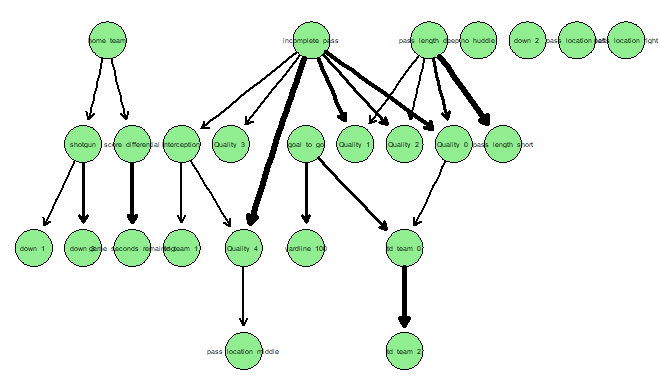 home team
incomplete pass
pass length deep
no huddle
down 2
pass location left
pass location right
shotgun
score differential
interception
Quality 3
goal to go
Quality 1
Quality 2
Quality 0
pass length short
down 1
down 3
game seconds remaining
td team 1
Quality 4
yardline 100
td team 0
pass location middle
td team 2